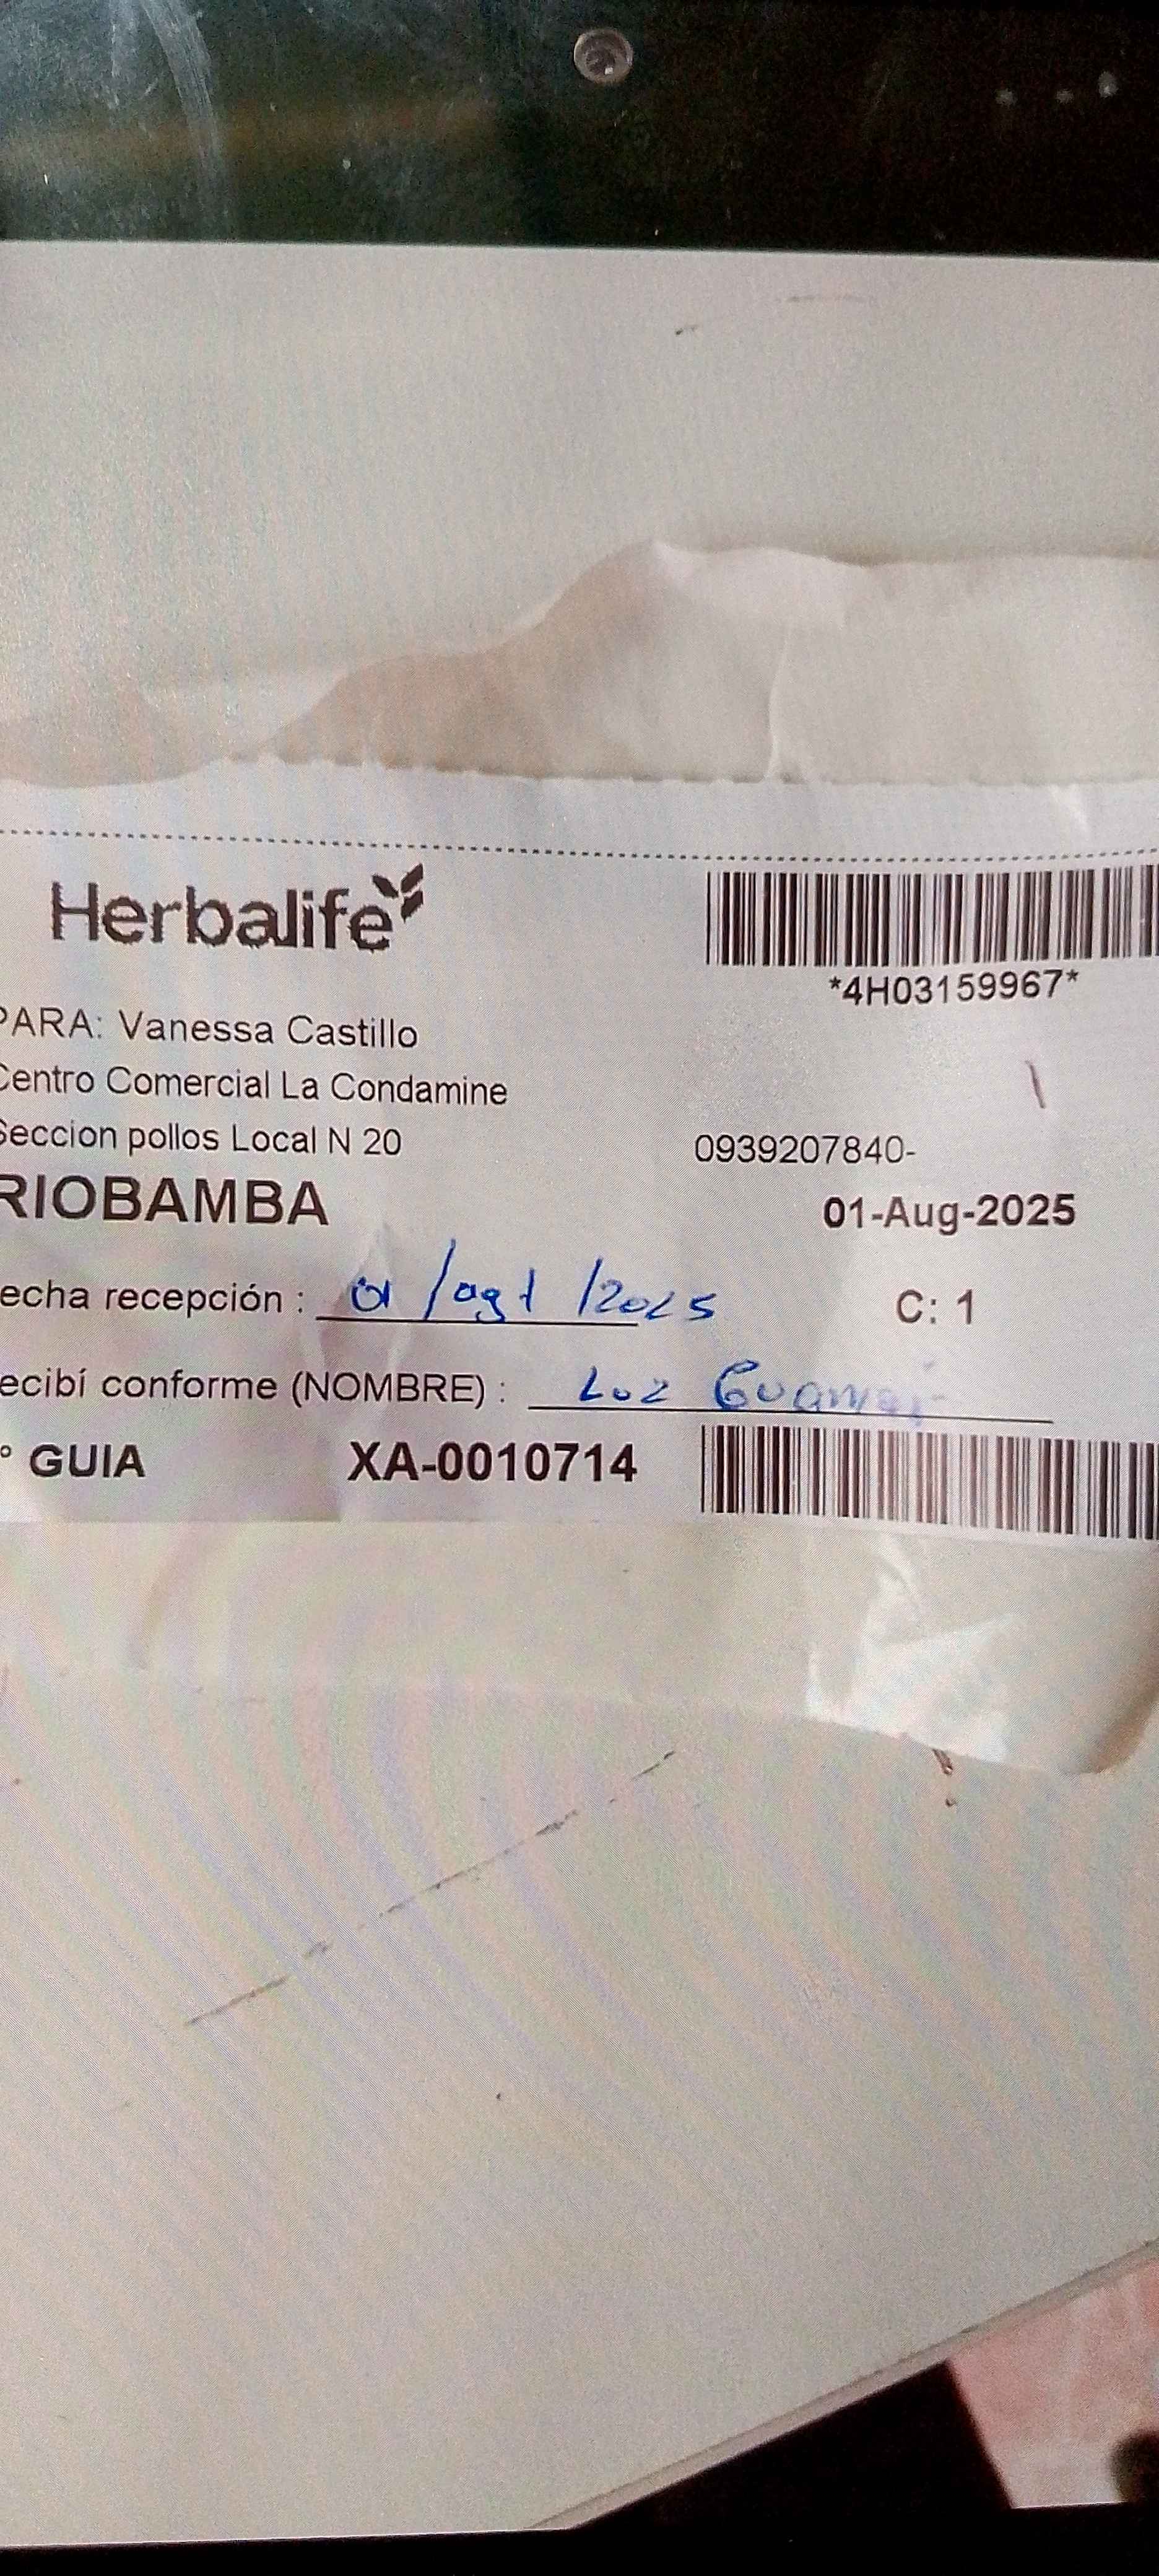 Herbalife
*4H03159967*
PARA: Vanessa Castillo
Centro Comercial La Condamine
Seccion pollos Local N 20 0939207840-
RIOBAMBA 01-Aug-2025
echa recepción : 01 /agt /2025 C: 1
ecibí conforme (NOMBRE) : Luz
° GUIA XA-0010714